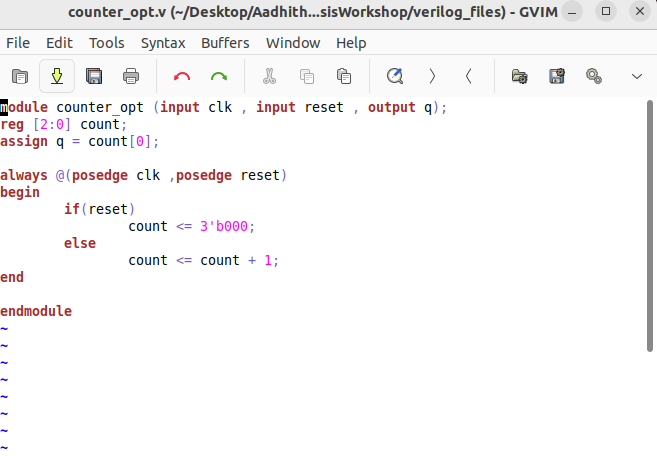 counter_opt.v (~/Desktop/Aadhith...sisWorkshop/verilog_files) - GVIM
File Edit Tools Syntax Buffers Window Help
module counter_opt (input clk , input reset , output q);
reg [2:0] count;
assign q = count[0];
always @(posedge clk ,posedge reset)
begin
if(reset)
count <= 3'b000;
else
count <= count + 1;
end
endmodule
~
~
~
~
~
~
~
~